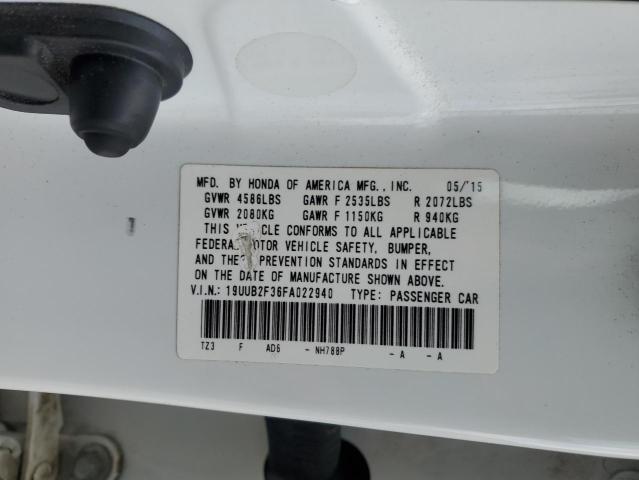 MFD. BY HONDA OF AMERICA MFG., INC. 05/'15
GVWR 4586LBS GAWR F 2535LBS R 2072LBS
GVWR 2080KG GAWR F 1150KG R 940KG
THIS VEHICLE CONFORMS TO ALL APPLICABLE
FEDERAL MOTOR VEHICLE SAFETY, BUMPER,
AND THEFT PREVENTION STANDARDS IN EFFECT
ON THE DATE OF MANUFACTURE SHOWN ABOVE.
V.I.N.: 19UUB2F36FA022940 TYPE: PASSENGER CAR
TZ3 F AD6 - NH788P - A - A